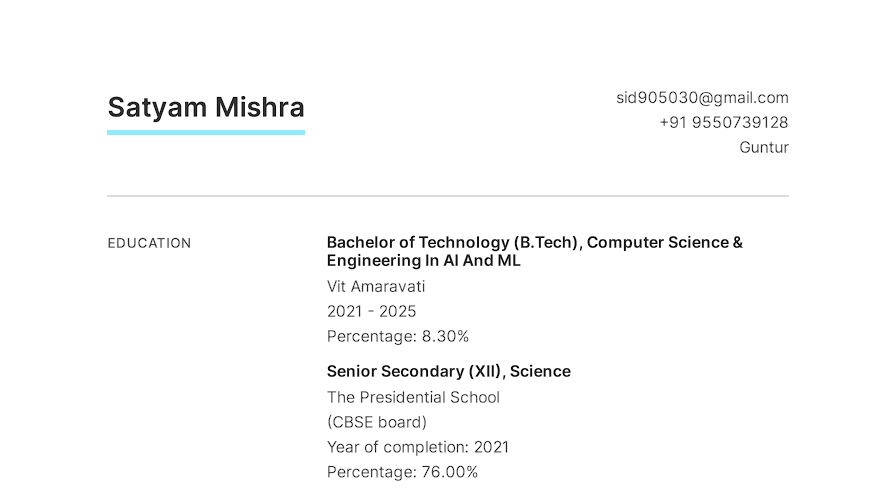 Satyam Mishra
sid905030@gmail.com
+91 9550739128
Guntur
EDUCATION
Bachelor of Technology (B.Tech), Computer Science &
Engineering In AI And ML
Vit Amaravati
2021 - 2025
Percentage: 8.30%
Senior Secondary (XII), Science
The Presidential School
(CBSE board)
Year of completion: 2021
Percentage: 76.00%